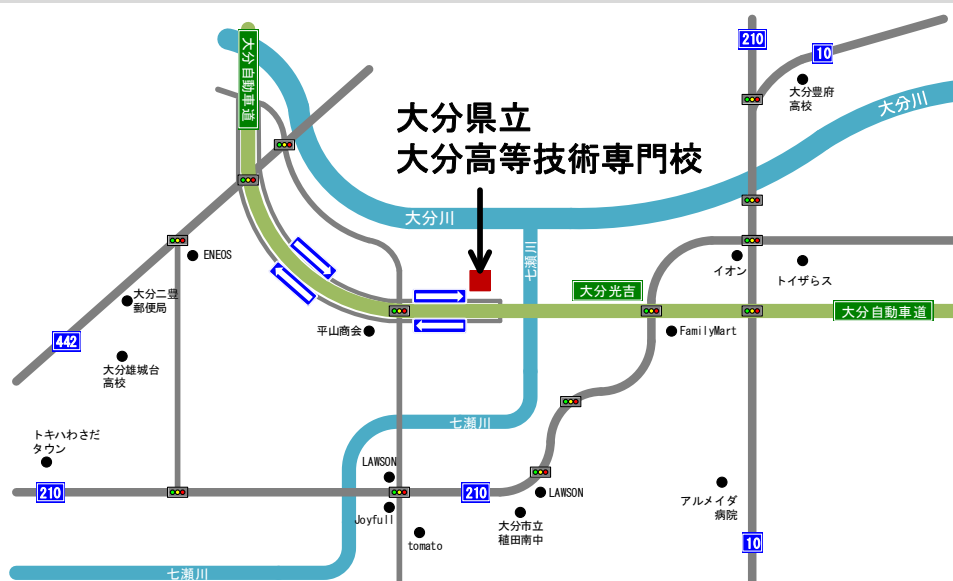 大分自動車道
210
10
大分豊府
高校
大分川
大分県立
大分高等技術専門校
大分川
七瀬川
ENEOS
イオン
トイザらス
大分二豊
郵便局
大分光吉
大分自動車道
平山商会
FamilyMart
442
大分雄城台
高校
七瀬川
トキハわさだ
タウン
LAWSON
210
210
LAWSON
アルメイダ
病院
Joyfull
大分市立
稙田南中
tomato
10
七瀬川